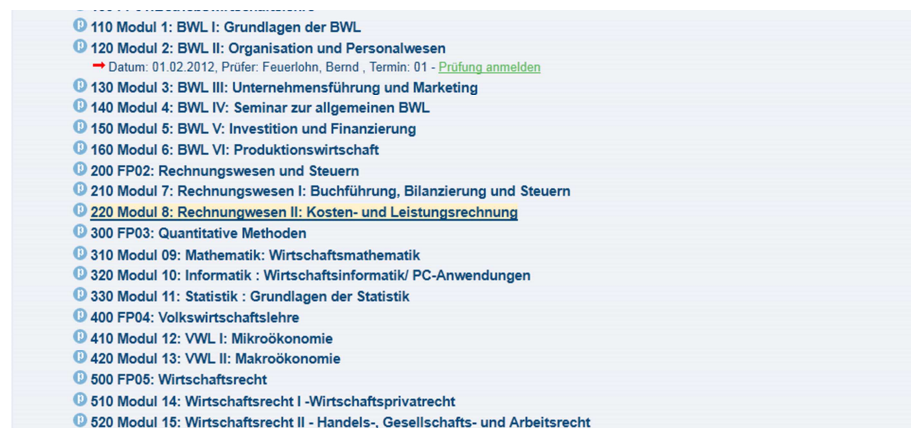 110 Modul 1: BWL I: Grundlagen der BWL
120 Modul 2: BWL II: Organisation und Personalwesen
Datum: 01.02.2012, Prüfer: Feuerlohn, Bernd , Termin: 01 - Prüfung anmelden
130 Modul 3: BWL III: Unternehmensführung und Marketing
140 Modul 4: BWL IV: Seminar zur allgemeinen BWL
150 Modul 5: BWL V: Investition und Finanzierung
160 Modul 6: BWL VI: Produktionswirtschaft
200 FP02: Rechnungswesen und Steuern
210 Modul 7: Rechnungswesen I: Buchführung, Bilanzierung und Steuern
220 Modul 8: Rechnungwesen II: Kosten- und Leistungsrechnung
300 FP03: Quantitative Methoden
310 Modul 09: Mathematik: Wirtschaftsmathematik
320 Modul 10: Informatik : Wirtschaftsinformatik/ PC-Anwendungen
330 Modul 11: Statistik : Grundlagen der Statistik
400 FP04: Volkswirtschaftslehre
410 Modul 12: VWL I: Mikroökonomie
420 Modul 13: VWL II: Makroökonomie
500 FP05: Wirtschaftsrecht
510 Modul 14: Wirtschaftsrecht I -Wirtschaftsprivatrecht
520 Modul 15: Wirtschaftsrecht II - Handels-, Gesellschafts- und Arbeitsrecht